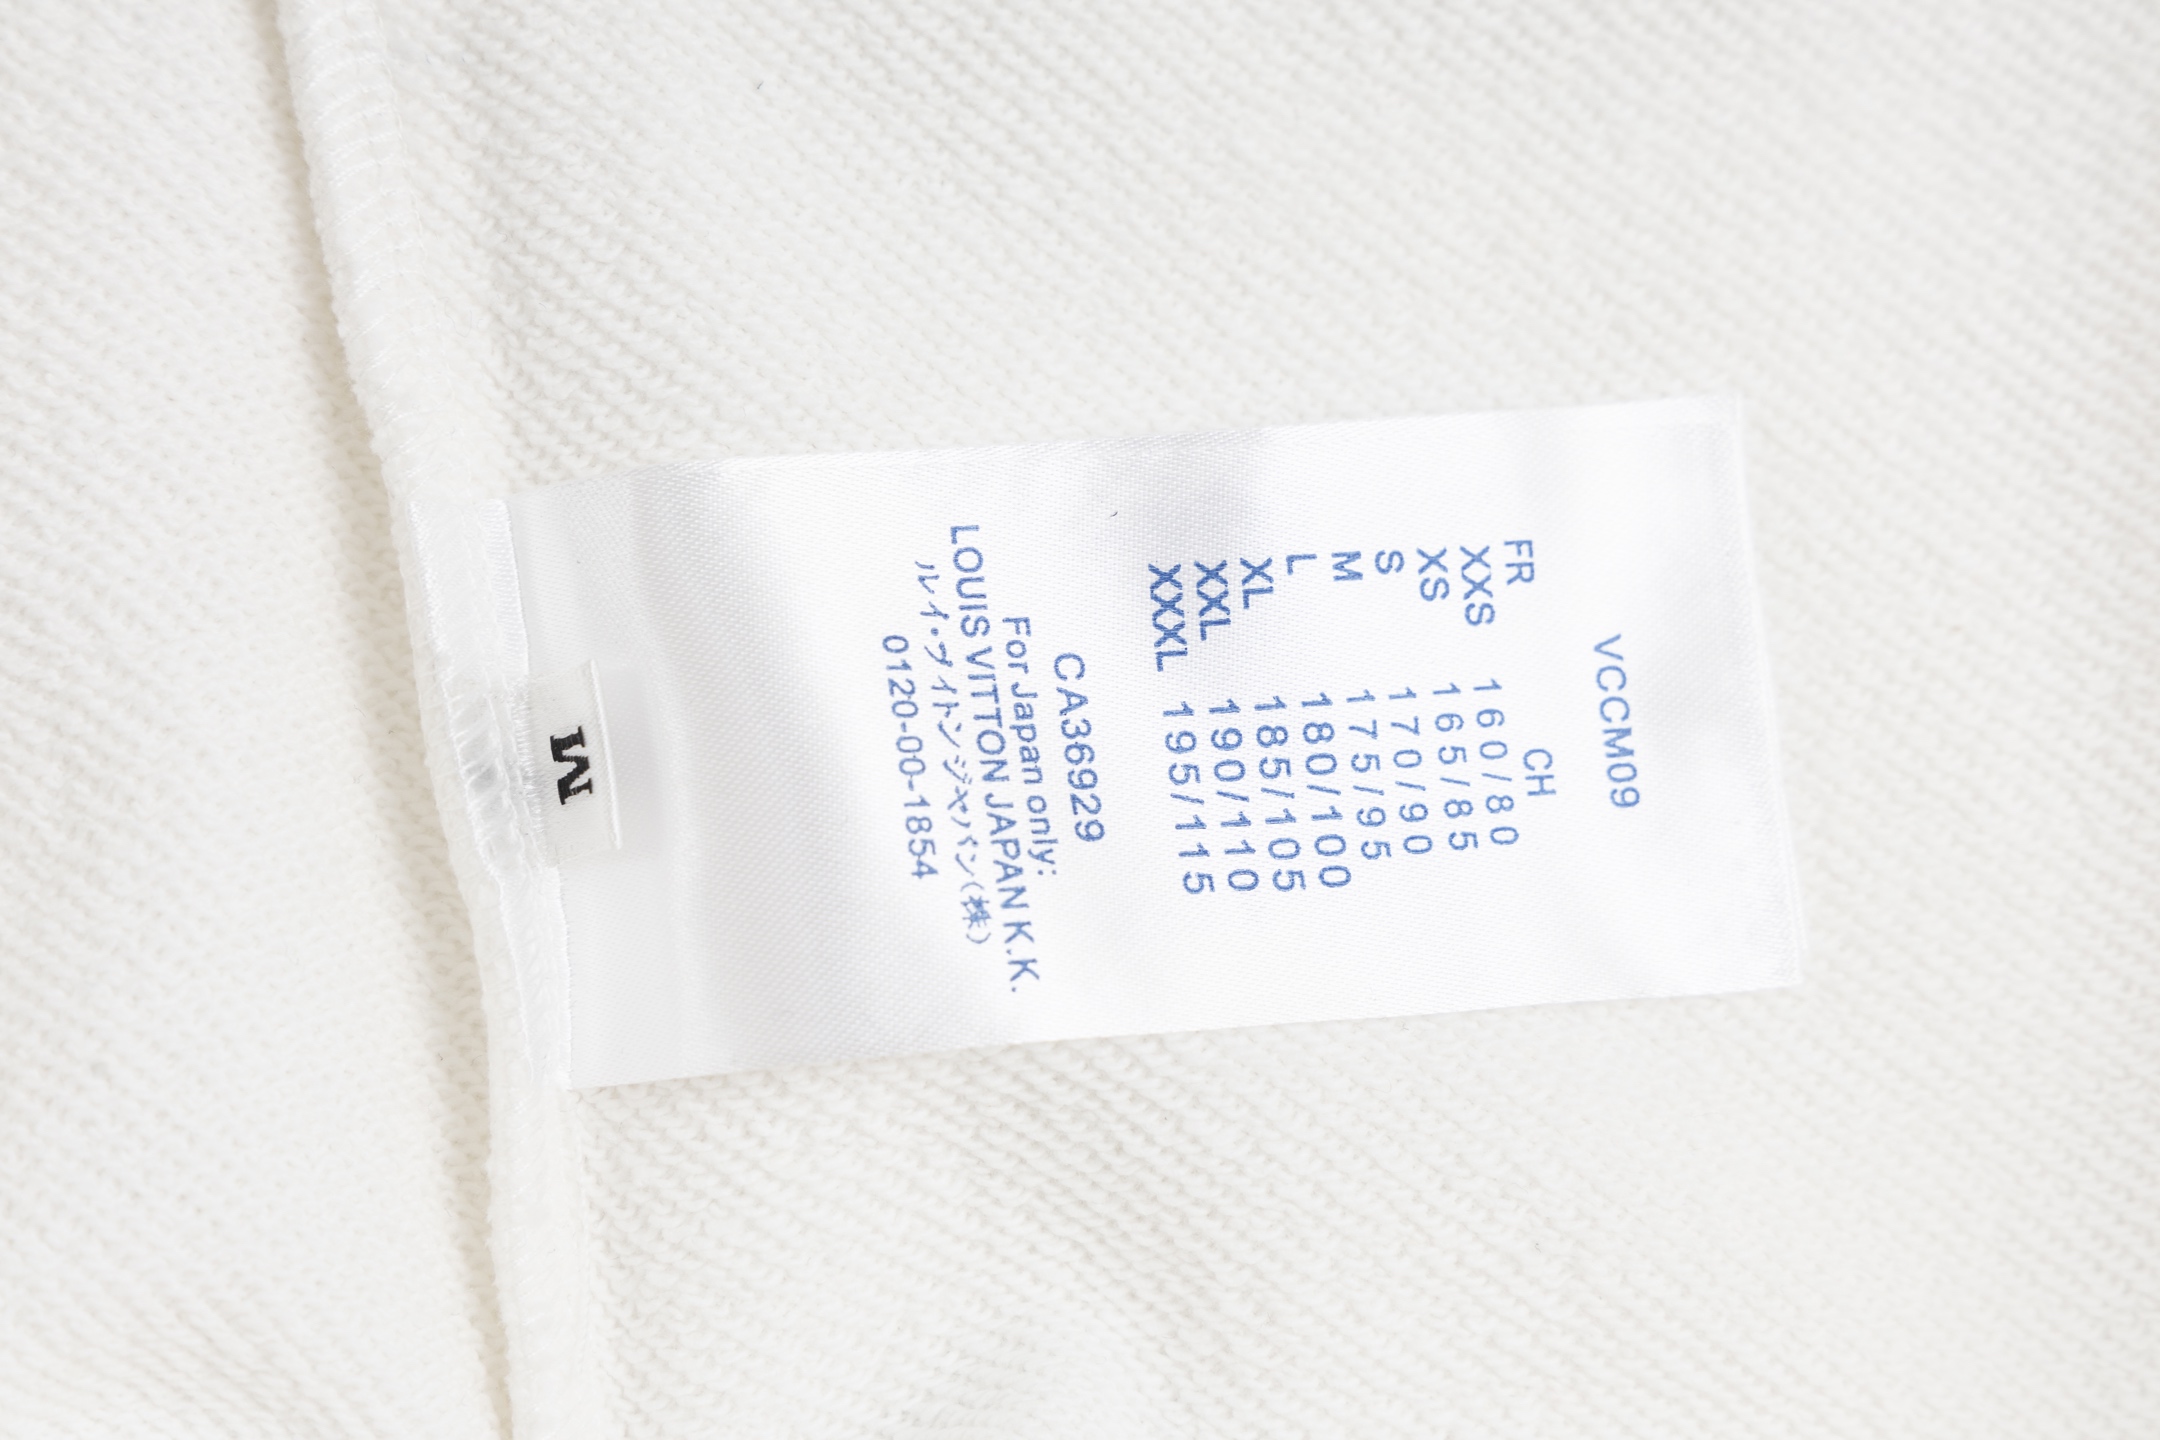 VCCM09
FR CH
XXS 160/80
XS 165/85
S 170/90
M 175/95
L 180/100
XL 185/105
XXL 190/110
XXXL 195/115
CA36929
For Japan only:
LOUIS VITTON JAPAN K.K.
ルイ・ヴィトンジャパン(株)
0120-00-1854
M